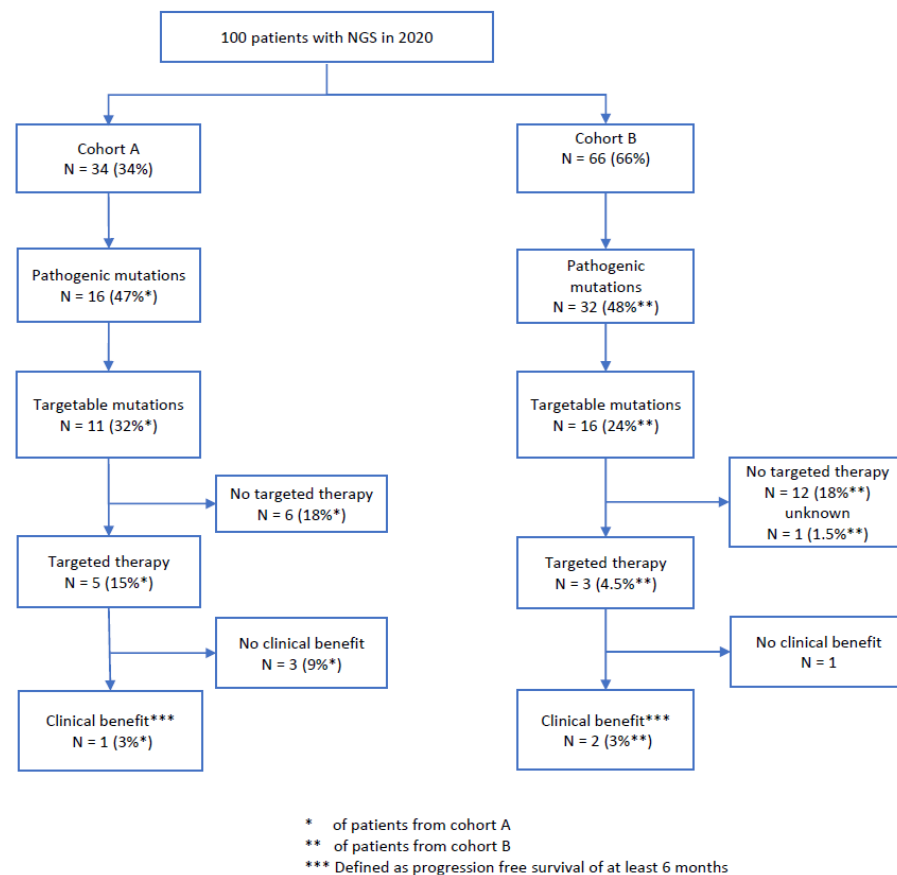 100 patients with NGS in 2020
Cohort A
N = 34 (34%)
Cohort B
N = 66 (66%)
Pathogenic mutations
N = 16 (47%*)
Pathogenic
mutations
N = 32 (48%**)
Targetable mutations
N = 11 (32%*)
Targetable mutations
N = 16 (24%**)
No targeted therapy
N = 6 (18%*)
No targeted therapy
N = 12 (18%**)
unknown
N = 1 (1.5%**)
Targeted therapy
N = 5 (15%*)
Targeted therapy
N = 3 (4.5%**)
No clinical benefit
N = 3 (9%*)
No clinical benefit
N = 1
Clinical benefit***
N = 1 (3%*)
Clinical benefit***
N = 2 (3%**)
* of patients from cohort A
** of patients from cohort B
*** Defined as progression free survival of at least 6 months